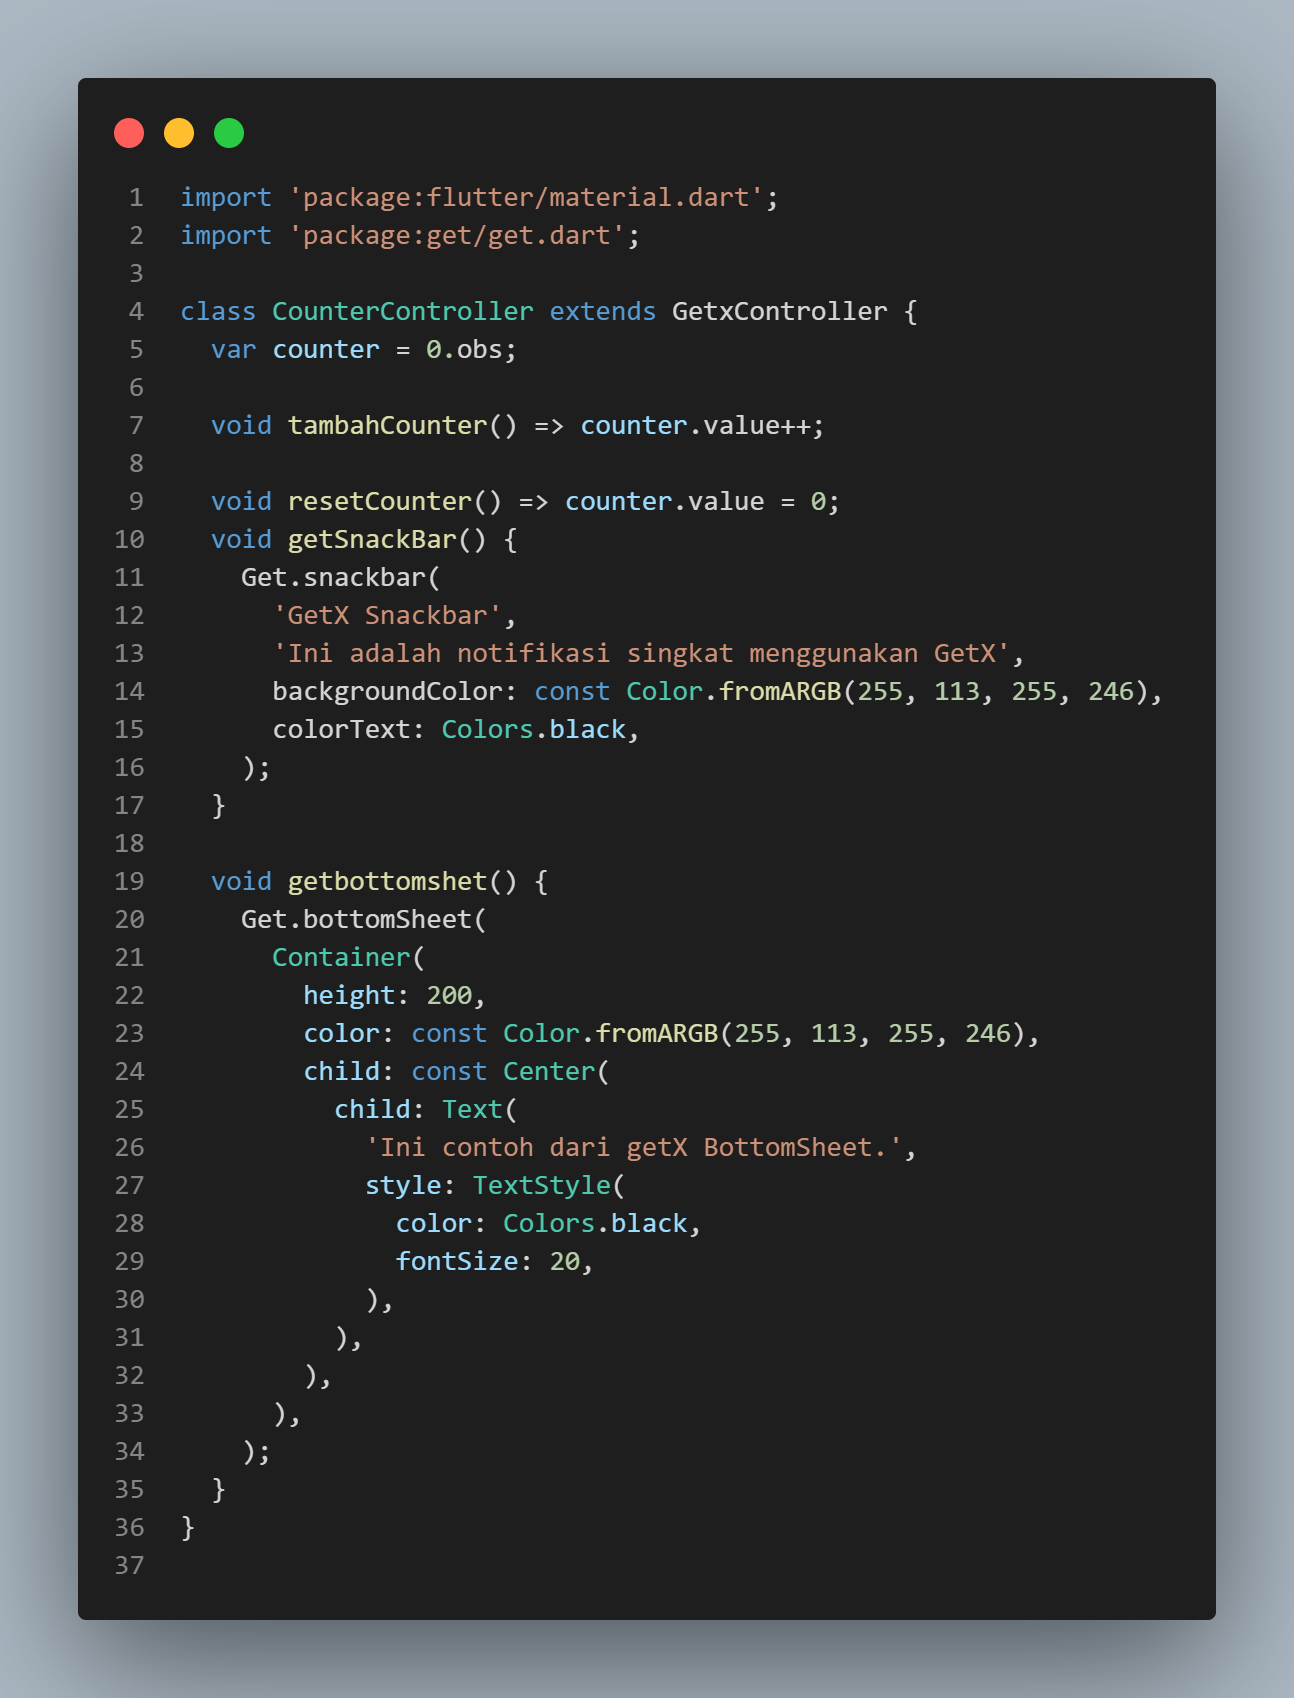 1 import 'package:flutter/material.dart';
2 import 'package:get/get.dart';
3
4 class CounterController extends GetxController {
5   var counter = 0.obs;
6
7   void tambahCounter() => counter.value++;
8
9   void resetCounter() => counter.value = 0;
10   void getSnackBar() {
11     Get.snackbar(
12       'GetX Snackbar',
13       'Ini adalah notifikasi singkat menggunakan GetX',
14       backgroundColor: const Color.fromARGB(255, 113, 255, 246),
15       colorText: Colors.black,
16     );
17   }
18
19   void getbottomshet() {
20     Get.bottomSheet(
21       Container(
22         height: 200,
23         color: const Color.fromARGB(255, 113, 255, 246),
24         child: const Center(
25           child: Text(
26             'Ini contoh dari getX BottomSheet.',
27             style: TextStyle(
28               color: Colors.black,
29               fontSize: 20,
30             ),
31           ),
32         ),
33       ),
34     );
35   }
36 }
37